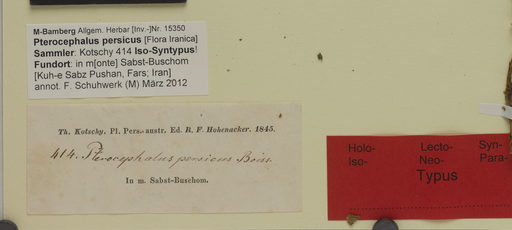 M-Bamberg Allgem. Herbar [Inv.-]Nr. 15350
Pterocephalus persicus [Flora Iranica]
Sammler: Kotschy 414 Iso-Syntypus!
Fundort: in m[onte] Sabst-Buschom
[Kuh-e Sabz Pushan, Fars; Iran]
annot. F. Schuhwerk (M) März 2012
Th. Kotschy. Pl. Pers. austr. Ed. R. F. Hohenacker. 1845.
414. Pterocephalus persicus Boiss.
In m. Sabst-Buschom.
Holo- Lecto- Syn-
Iso- Neo- Para-
Typus